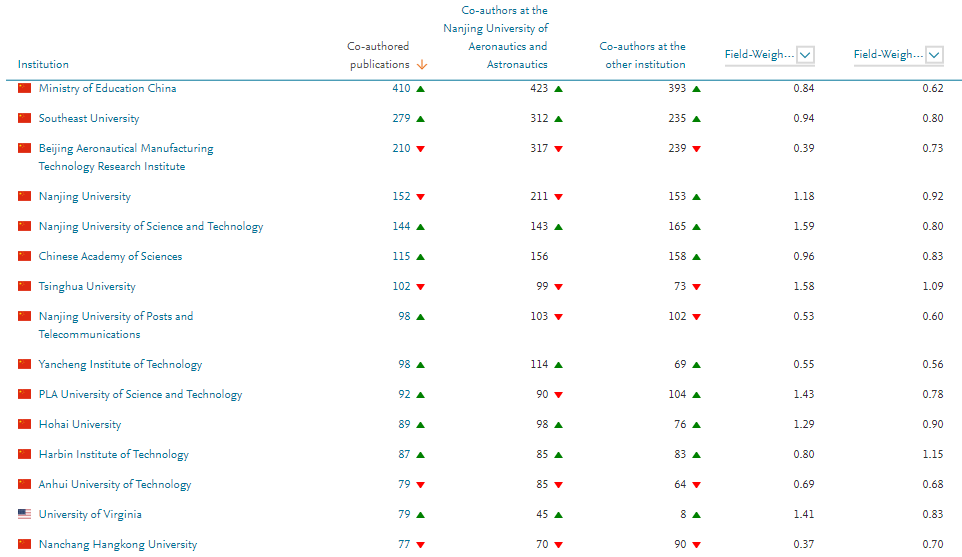 Institution
Co-authored
publications
Co-authors at the
Nanjing University of
Aeronautics and
Astronautics
Co-authors at the
other institution
Field-Weigh...
Field-Weigh...
Ministry of Education China 410 423 393 0.84 0.62
Southeast University 279 312 235 0.94 0.80
Beijing Aeronautical Manufacturing 210 317 239 0.39 0.73
Technology Research Institute
Nanjing University 152 211 153 1.18 0.92
Nanjing University of Science and Technology 144 143 165 1.59 0.80
Chinese Academy of Sciences 115 156 158 0.96 0.83
Tsinghua University 102 99 73 1.58 1.09
Nanjing University of Posts and 98 103 102 0.53 0.60
Telecommunications
Yancheng Institute of Technology 98 114 69 0.55 0.56
PLA University of Science and Technology 92 90 104 1.43 0.78
Hohai University 89 98 76 1.29 0.90
Harbin Institute of Technology 87 85 83 0.80 1.15
Anhui University of Technology 79 85 64 0.69 0.68
University of Virginia 79 45 8 1.41 0.83
Nanchang Hangkong University 77 70 90 0.37 0.70